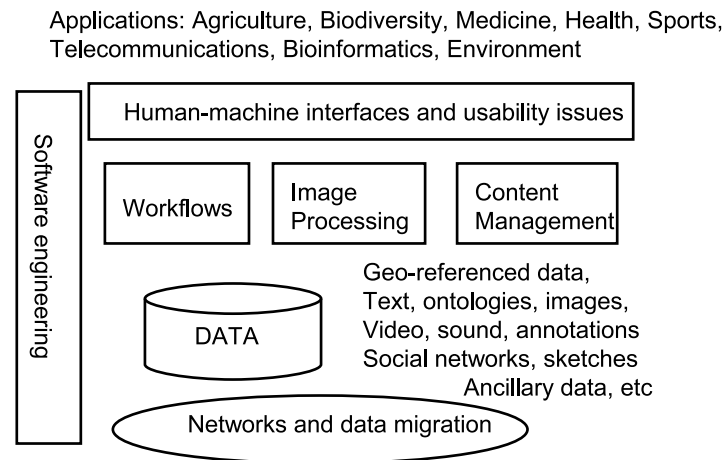 Applications: Agriculture, Biodiversity, Medicine, Health, Sports,
Telecommunications, Bioinformatics, Environment
Software engineering
Human-machine interfaces and usability issues
Workflows
Image
Processing
Content
Management
DATA
Geo-referenced data,
Text, ontologies, images,
Video, sound, annotations
Social networks, sketches
Ancillary data, etc
Networks and data migration